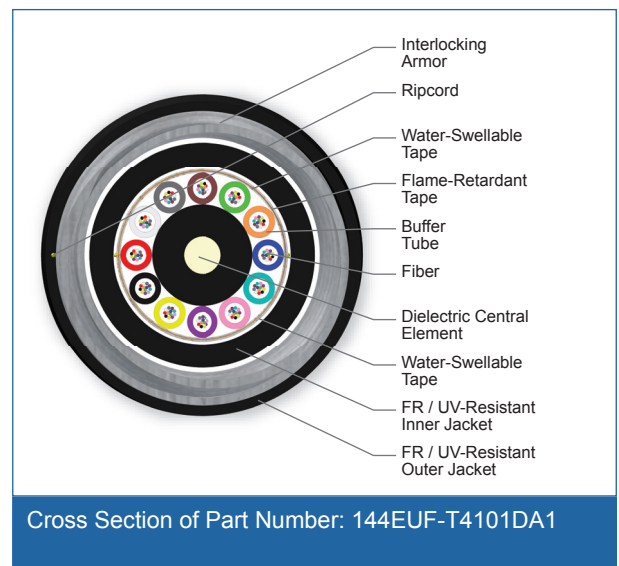 Interlocking
Armor
Ripcord
Water-Swellable
Tape
Flame-Retardant
Tape
Buffer
Tube
Fiber
Dielectric Central
Element
Water-Swellable
Tape
FR / UV-Resistant
Inner Jacket
FR / UV-Resistant
Outer Jacket
Cross Section of Part Number: 144EUF-T4101DA1